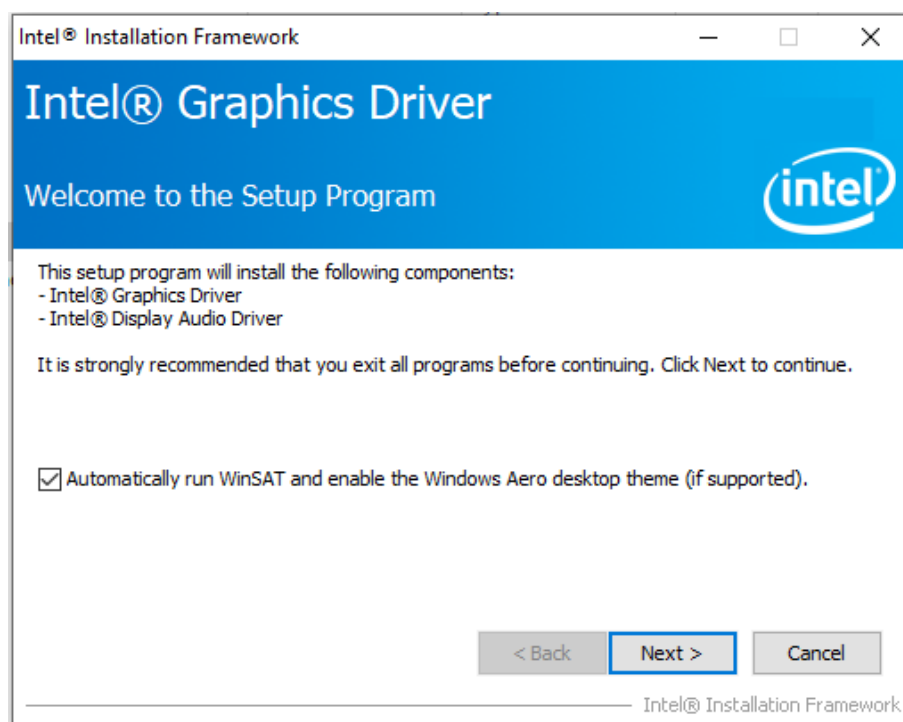 Intel® Installation Framework
Intel® Graphics Driver
Welcome to the Setup Program
intel
This setup program will install the following components:
- Intel® Graphics Driver
- Intel® Display Audio Driver
It is strongly recommended that you exit all programs before continuing. Click Next to continue.
Automatically run WinSAT and enable the Windows Aero desktop theme (if supported).
< Back
Next >
Cancel
Intel® Installation Framework